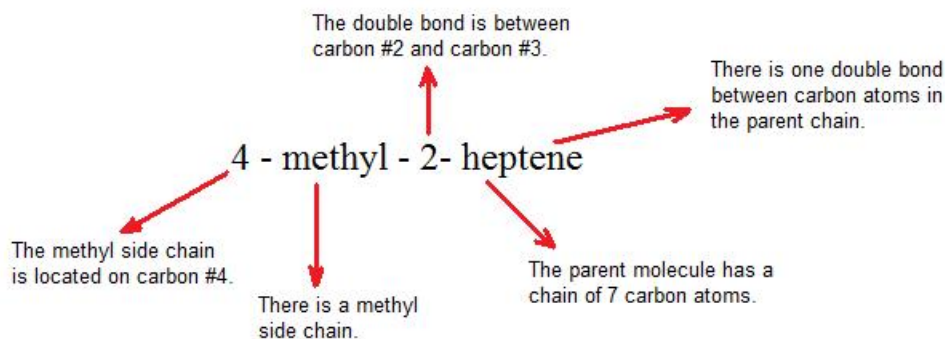 The double bond is between
carbon #2 and carbon #3.
There is one double bond
between carbon atoms in
the parent chain.
4 - methyl - 2- heptene
The methyl side chain
is located on carbon #4.
There is a methyl
side chain.
The parent molecule has a
chain of 7 carbon atoms.